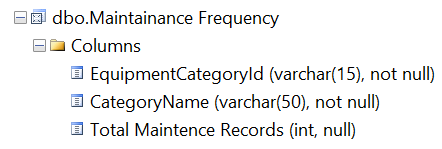 dbo.Maintainance Frequency
Columns
EquipmentCategoryId (varchar(15), not null)
CategoryName (varchar(50), not null)
Total Maintence Records (int, null)